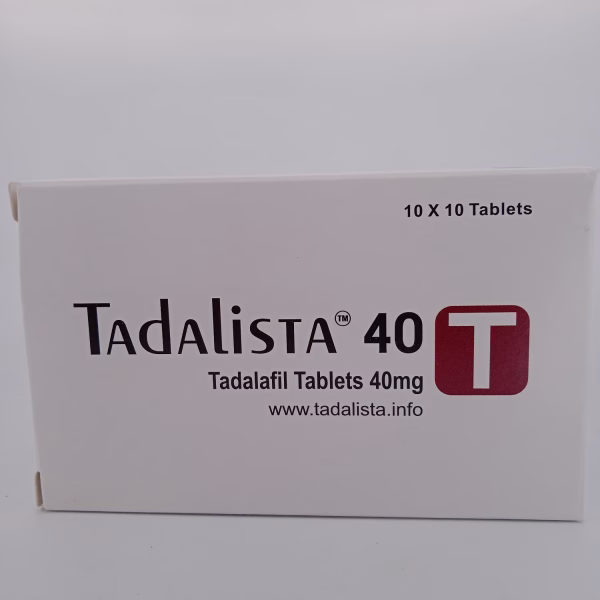 10 X 10 Tablets
TADALISTA™ 40
T
Tadalafil Tablets 40mg
www.tadalista.info